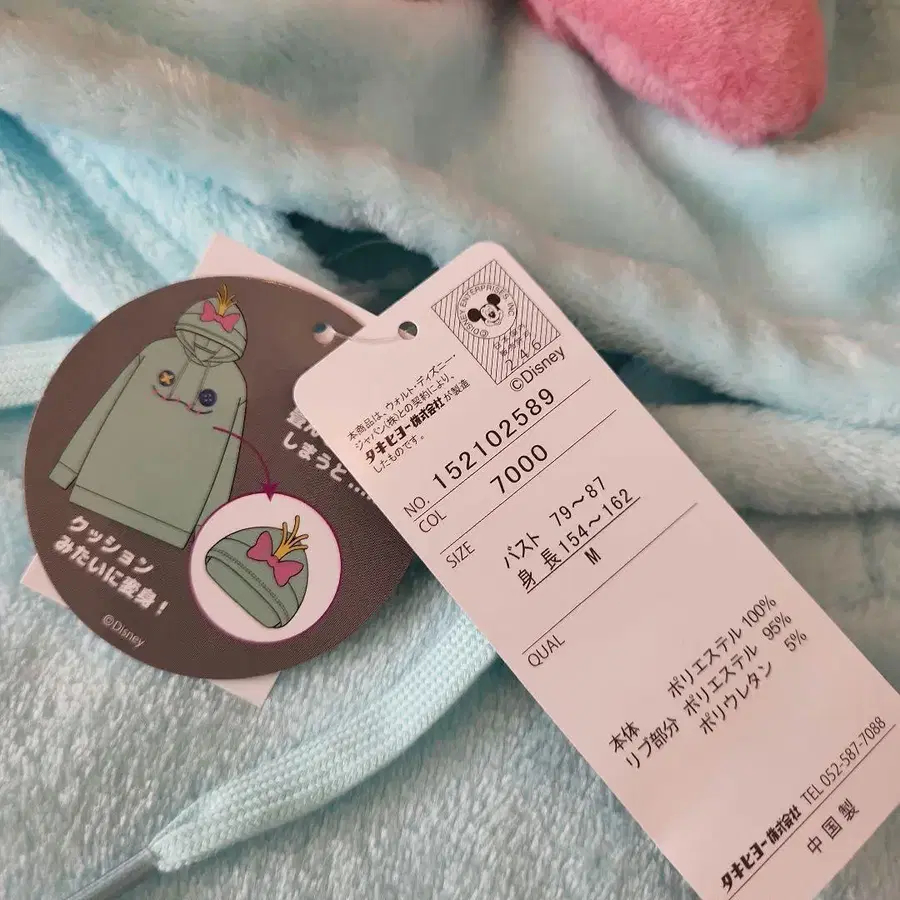 しまうと...
クッション
みたいに変身!
©Disney
©DISNEY ENTERPRISES, INC.
246
©Disney
本商品は、ウォルト・ディズニー・
ジャパン(株)との契約により、
タキヒヨー株式会社が製造
したものです。
NO. 152102589
COL 7000
SIZE
バスト 79～87
身長 154～162
M
QUAL
本体 ポリエステル 100%
リブ部分 ポリエステル 95%
ポリウレタン 5%
タキヒヨー株式会社 TEL 052-587-7088
中国製